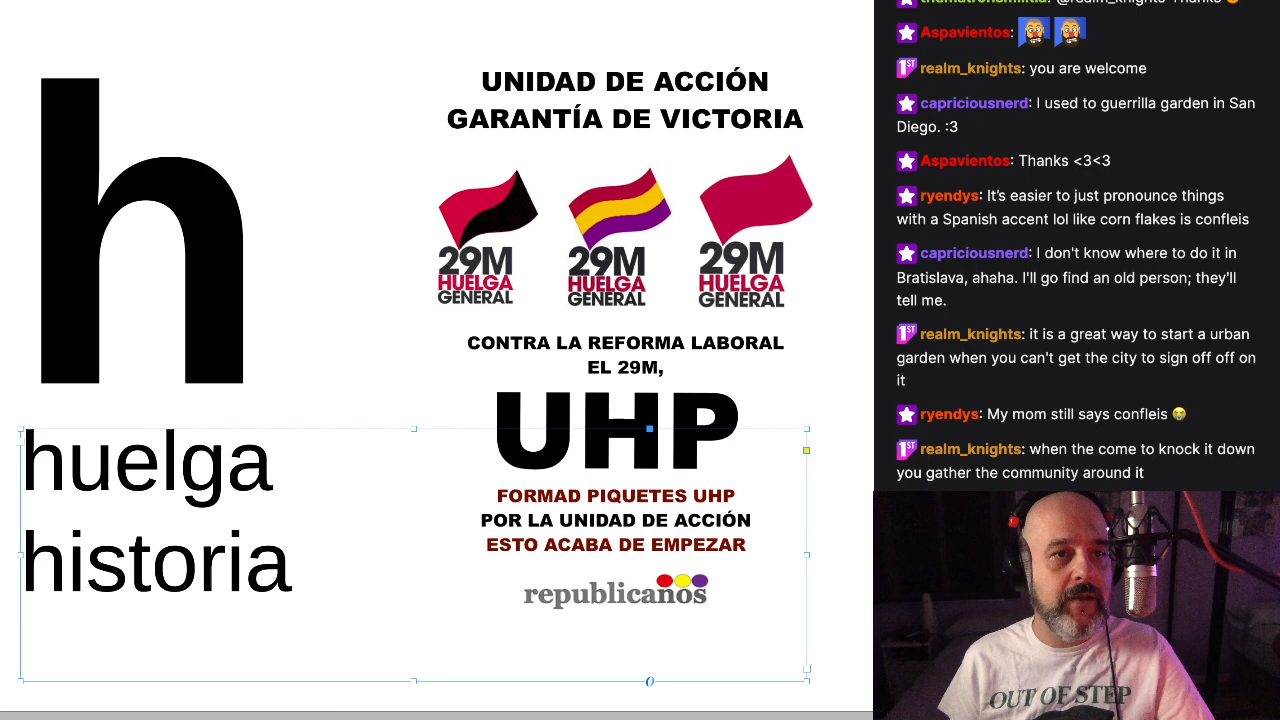 h
huelga
historia
UNIDAD DE ACCIÓN
GARANTÍA DE VICTORIA
29M
HUELGA
GENERAL
29M
HUELGA
GENERAL
29M
HUELGA
GENERAL
CONTRA LA REFORMA LABORAL
EL 29M,
UHP
FORMAD PIQUETES UHP
POR LA UNIDAD DE ACCIÓN
ESTO ACABA DE EMPEZAR
republicanos
Aspavientos:
1ST realm_knights: you are welcome
capriciousnerd: I used to guerrilla garden in San
Diego. :3
Aspavientos: Thanks <3<3
ryendys: It's easier to just pronounce things
with a Spanish accent lol like corn flakes is confleis
capriciousnerd: I don't know where to do it in
Bratislava, ahaha. I'll go find an old person; they'll
tell me.
1ST realm_knights: it is a great way to start a urban
garden when you can't get the city to sign off off on
it
ryendys: My mom still says confleis 😭
1ST realm_knights: when the come to knock it down
you gather the community around it
OUT OF STEP